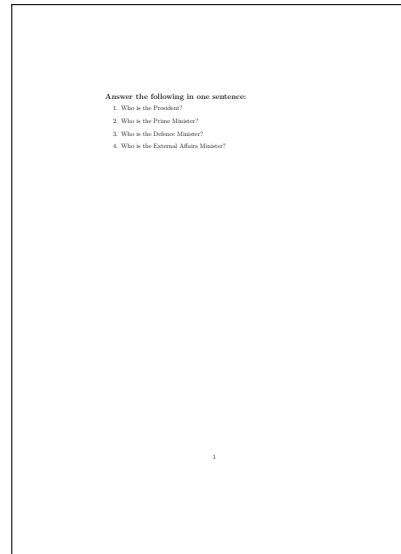 Answer the following in one sentence:
1. Who is the President?
2. Who is the Prime Minister?
3. Who is the Defence Minister?
4. Who is the External Affairs Minister?
1